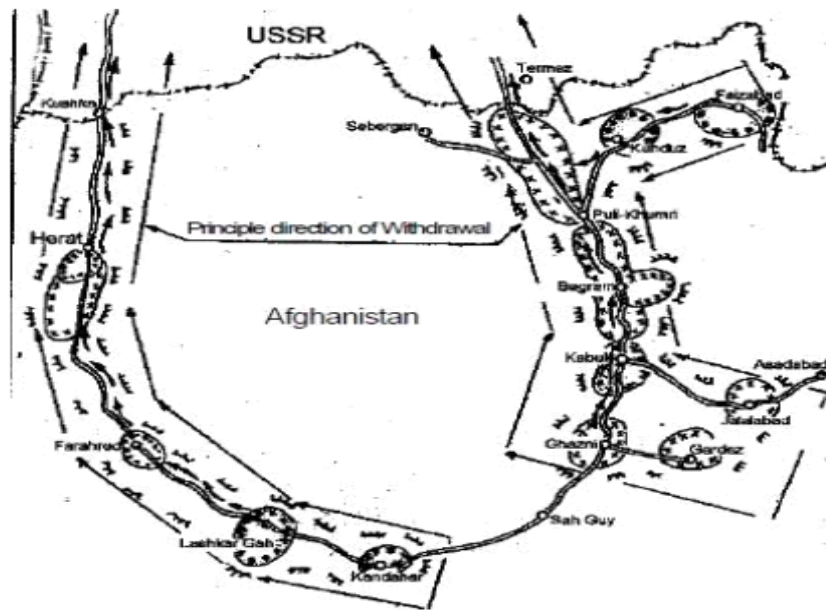 USSR
Termez
Kushka
Faizabad
Sebergan
Kunduz
Puli-Khumri
Principle direction of Withdrawal
Herat
Bagram
Afghanistan
Kabul
Asadabad
Jalalabad
Farahrud
Ghazni
Gardez
Sah Guy
Lashkar Gah
Kandahar